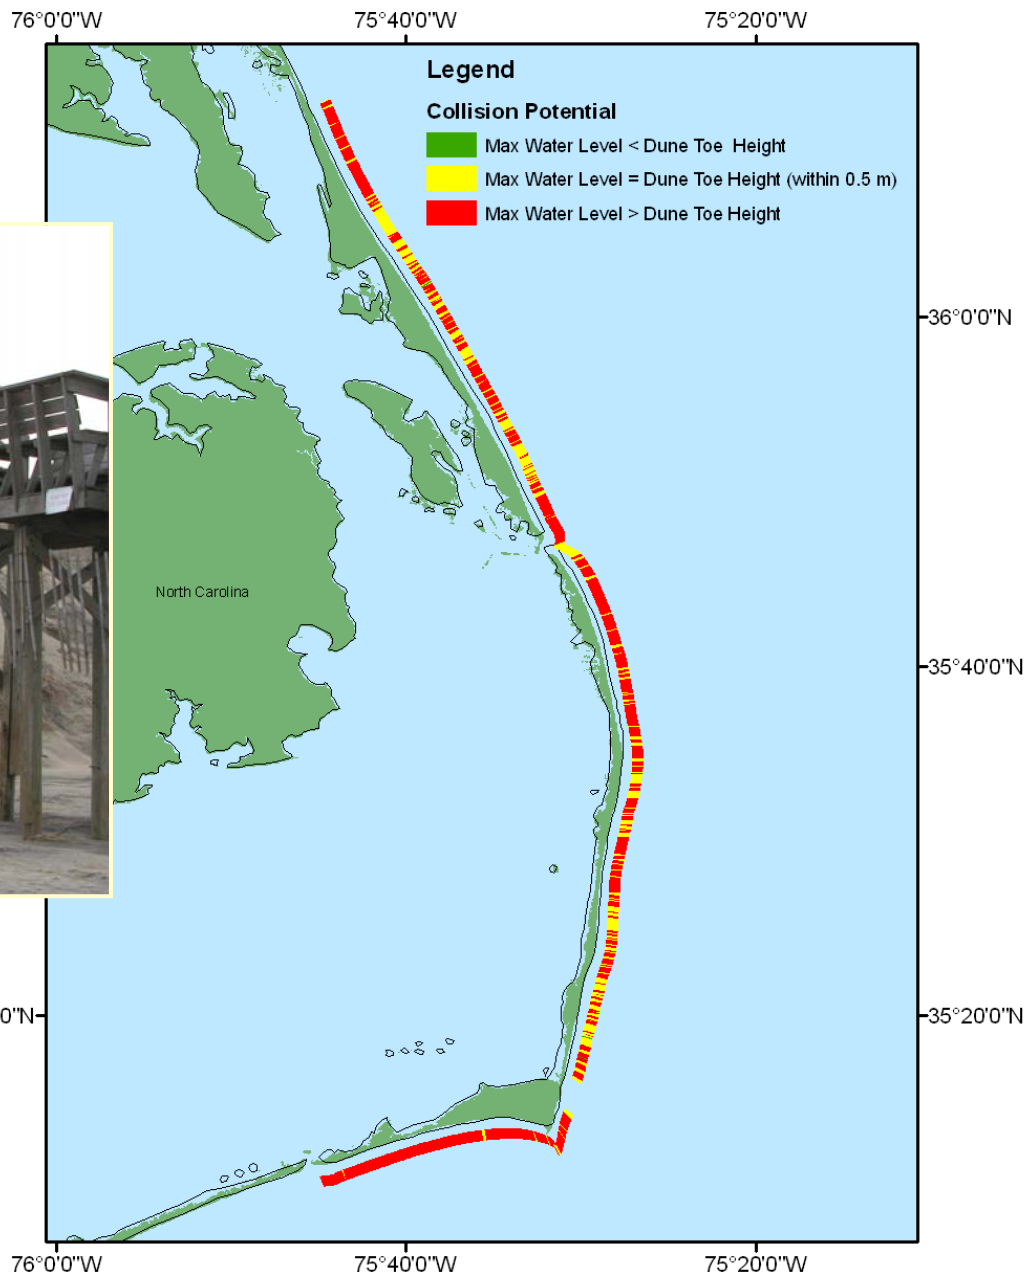 76°0'0"W 75°40'0"W 75°20'0"W
Legend
Collision Potential
Max Water Level < Dune Toe Height
Max Water Level = Dune Toe Height (within 0.5 m)
Max Water Level > Dune Toe Height
36°0'0"N
North Carolina
35°40'0"N
0"N 35°20'0"N
76°0'0"W 75°40'0"W 75°20'0"W